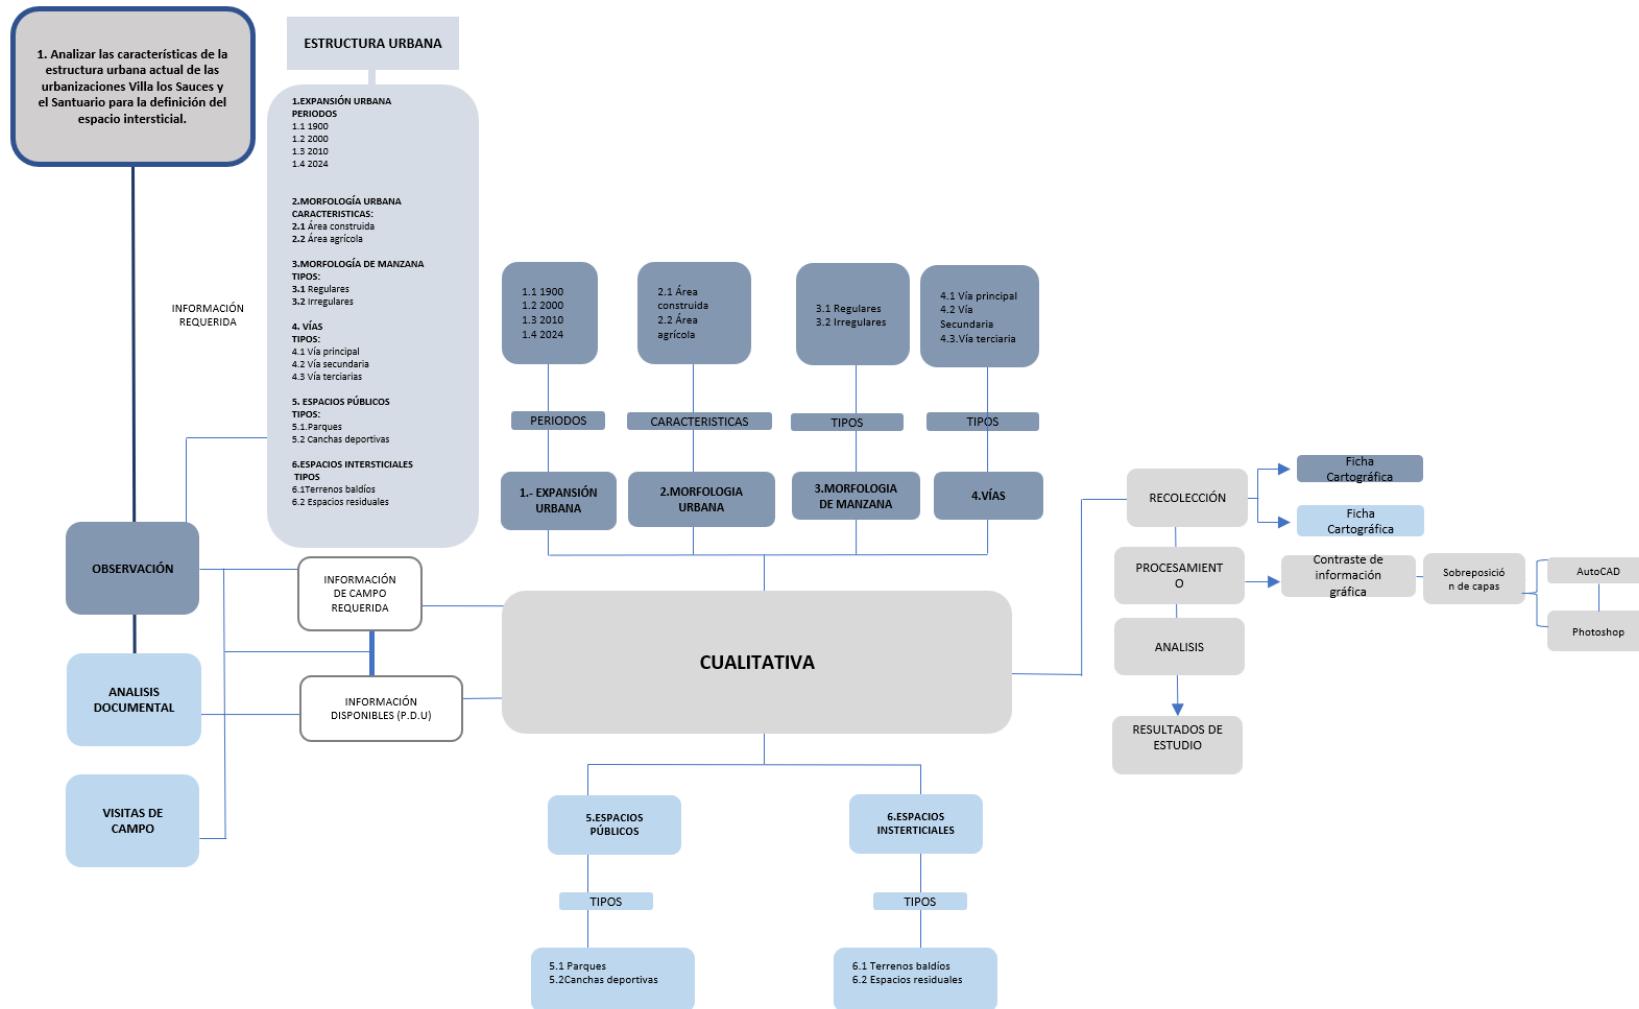 1. Analizar las características de la
estructura urbana actual de las
urbanizaciones Villa los Sauces y
el Santuario para la definición del
espacio intersticial.
ESTRUCTURA URBANA
1.EXPANSIÓN URBANA
PERIODOS
1.1 1900
1.2 2000
1.3 2010
1.4 2024
2.MORFOLOGÍA URBANA
CARACTERISTICAS:
2.1 Área construida
2.2 Área agrícola
3.MORFOLOGÍA DE MANZANA
TIPOS:
3.1 Regulares
3.2 Irregulares
4. VÍAS
TIPOS:
4.1 Vía principal
4.2 Vía secundaria
4.3 Vía terciarias
5. ESPACIOS PÚBLICOS
TIPOS:
5.1.Parques
5.2 Canchas deportivas
6.ESPACIOS INTERSTICIALES
TIPOS
6.1Terrenos baldíos
6.2 Espacios residuales
INFORMACIÓN
REQUERIDA
OBSERVACIÓN
ANALISIS
DOCUMENTAL
VISITAS DE
CAMPO
INFORMACIÓN
DE CAMPO
REQUERIDA
INFORMACIÓN
DISPONIBLES (P.D.U)
1.1 1900
1.2 2000
1.3 2010
1.4 2024
2.1 Área
construida
2.2 Área
agrícola
3.1 Regulares
3.2 Irregulares
4.1 Vía principal
4.2 Vía
Secundaria
4.3.Vía terciaria
PERIODOS
CARACTERISTICAS
TIPOS
TIPOS
1.- EXPANSIÓN
URBANA
2.MORFOLOGIA
URBANA
3.MORFOLOGIA
DE MANZANA
4.VÍAS
CUALITATIVA
5.ESPACIOS
PÚBLICOS
6.ESPACIOS
INSTERTICIALES
TIPOS
TIPOS
5.1 Parques
5.2Canchas deportivas
6.1 Terrenos baldíos
6.2 Espacios residuales
RECOLECCIÓN
Ficha
Cartográfica
Ficha
Cartográfica
PROCESAMIENT
O
Contraste de
información
gráfica
Sobreposició
n de capas
AutoCAD
Photoshop
ANALISIS
RESULTADOS DE
ESTUDIO